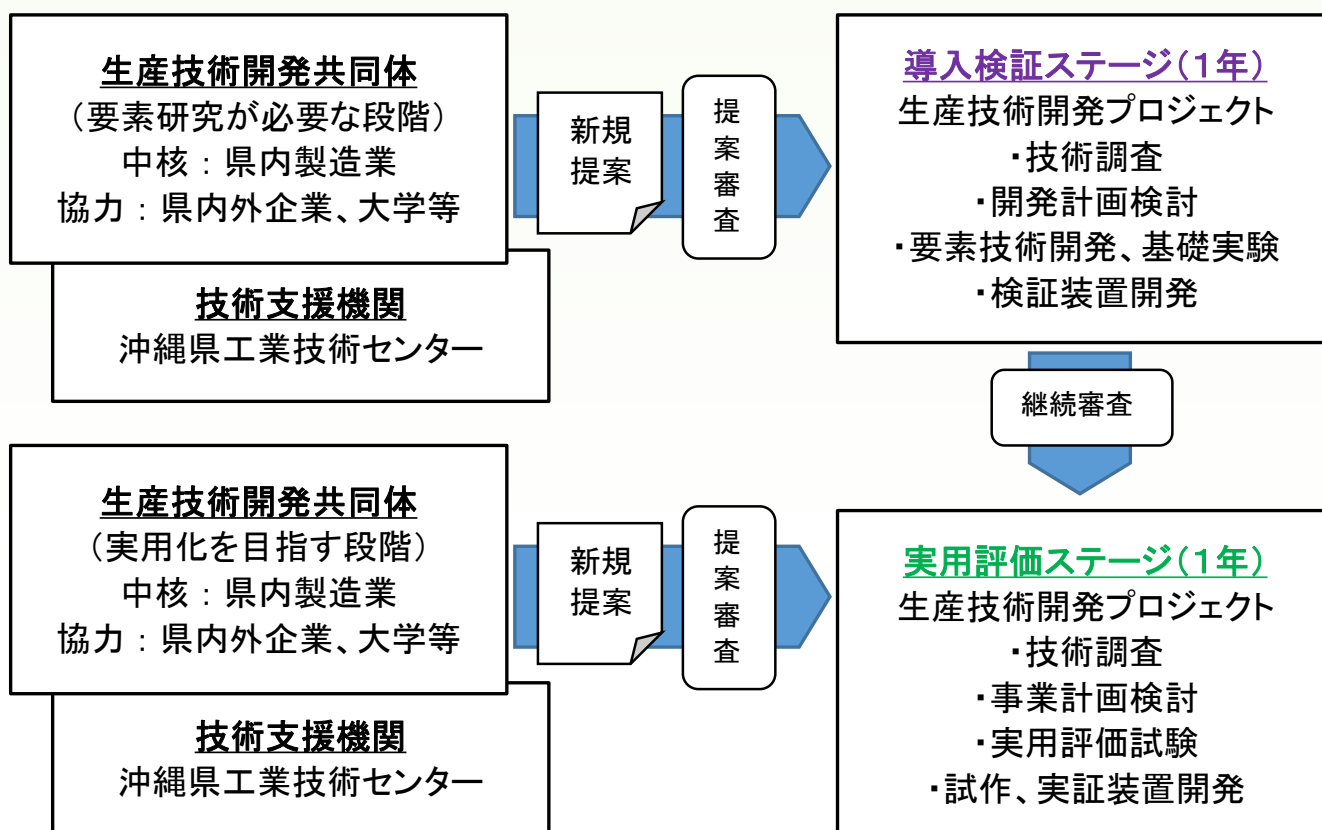 生産技術開発共同体
（要素研究が必要な段階）
中核：県内製造業
協力：県内外企業、大学等
技術支援機関
沖縄県工業技術センター
新規
提案
提案審査
導入検証ステージ（１年）
生産技術開発プロジェクト
・技術調査
・開発計画検討
・要素技術開発、基礎実験
・検証装置開発
継続審査
生産技術開発共同体
（実用化を目指す段階）
中核：県内製造業
協力：県内外企業、大学等
技術支援機関
沖縄県工業技術センター
新規
提案
提案審査
実用評価ステージ（１年）
生産技術開発プロジェクト
・技術調査
・事業計画検討
・実用評価試験
・試作、実証装置開発